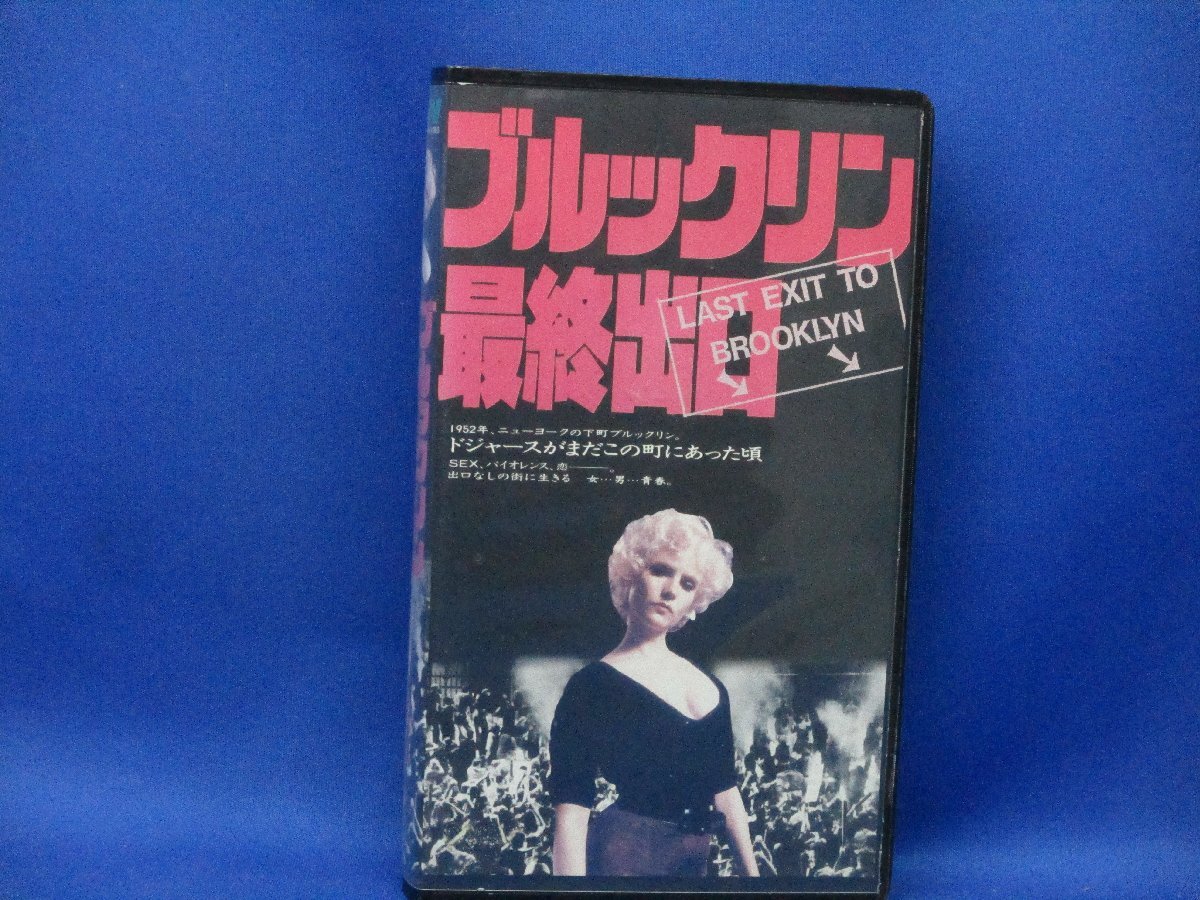 ブルックリン
最終出口
LAST EXIT TO
BROOKLYN
1952年、ニューヨークの下町ブルックリン。
ドジャースがまだこの町にあった頃
SEX、バイオレンス、恋———。
出口なしの街に生きる 女…男…青春。